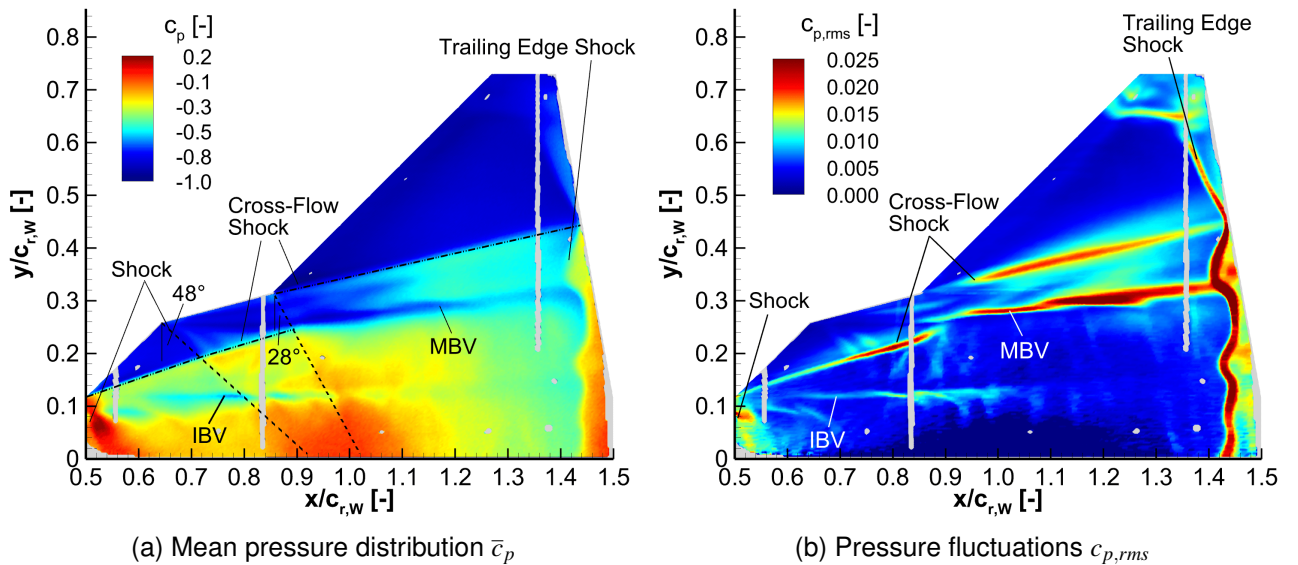 c_p [-]
0.2
-0.1
-0.3
-0.5
-0.8
-1.0
Trailing Edge Shock
Cross-Flow
Shock
Shock
48°
28°
MBV
IBV
0.8
0.7
0.6
0.5
0.4
0.3
0.2
0.1
0
y/c_r,W [-]
0.5 0.6 0.7 0.8 0.9 1.0 1.1 1.2 1.3 1.4 1.5
x/c_r,W [-]
(a) Mean pressure distribution c̅_p
c_p,rms [-]
0.025
0.020
0.015
0.010
0.005
0.000
Trailing Edge
Shock
Cross-Flow
Shock
Shock
MBV
IBV
0.8
0.7
0.6
0.5
0.4
0.3
0.2
0.1
0
y/c_r,W [-]
0.5 0.6 0.7 0.8 0.9 1.0 1.1 1.2 1.3 1.4 1.5
x/c_r,W [-]
(b) Pressure fluctuations c_p,rms